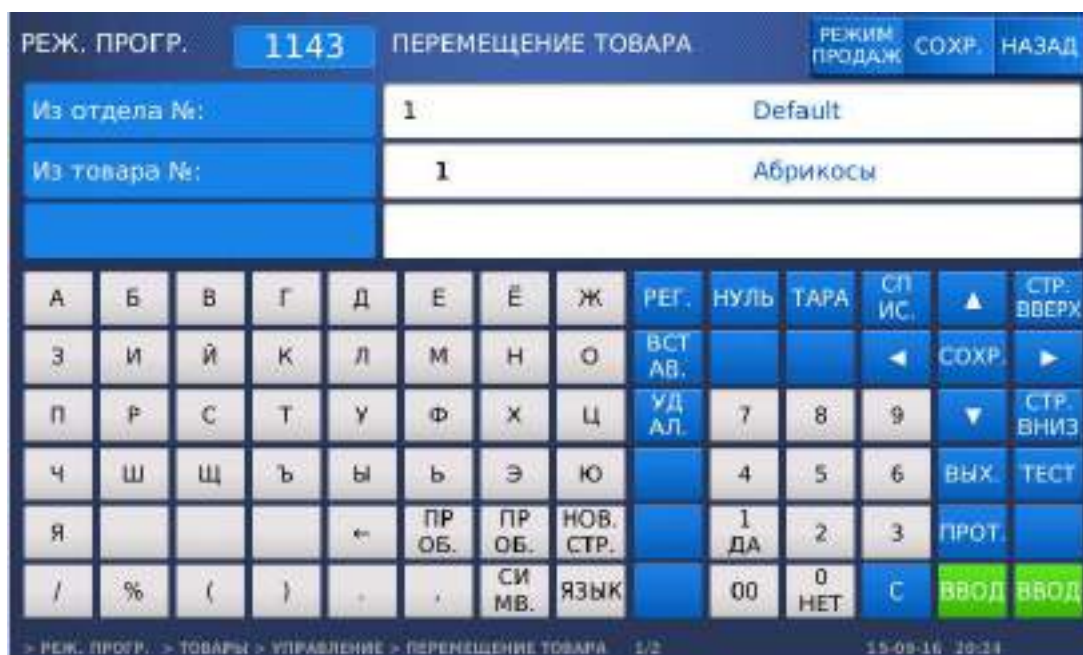 РЕЖ. ПРОГР. 1143 ПЕРЕМЕЩЕНИЕ ТОВАРА РЕЖИМ ПРОДАЖ СОХР. НАЗАД
Из отдела №: 1 Default
Из товара №: 1 Абрикосы
А Б В Г Д Е Ё Ж РЕГ. НУЛЬ ТАРА СП ИС. ▲ СТР. ВВЕРХ
З И Й К Л М Н О ВСТ АВ. ◄ СОХР. ►
П Р С Т У Ф Х Ц УД АЛ. 7 8 9 ▼ СТР. ВНИЗ
Ч Ш Щ Ъ Ы Ь Э Ю 4 5 6 ВЫХ. ТЕСТ
Я ← ПР ОБ. ПР ОБ. НОВ. СТР. 1 ДА 2 3 ПРОТ.
/ % ( ) . , СИ МВ. ЯЗЫК 00 0 НЕТ С ВВОД ВВОД
> РЕЖ. ПРОГР. > ТОВАРЫ > УПРАВЛЕНИЕ > ПЕРЕМЕЩЕНИЕ ТОВАРА 1/2 15-09-16 20:24